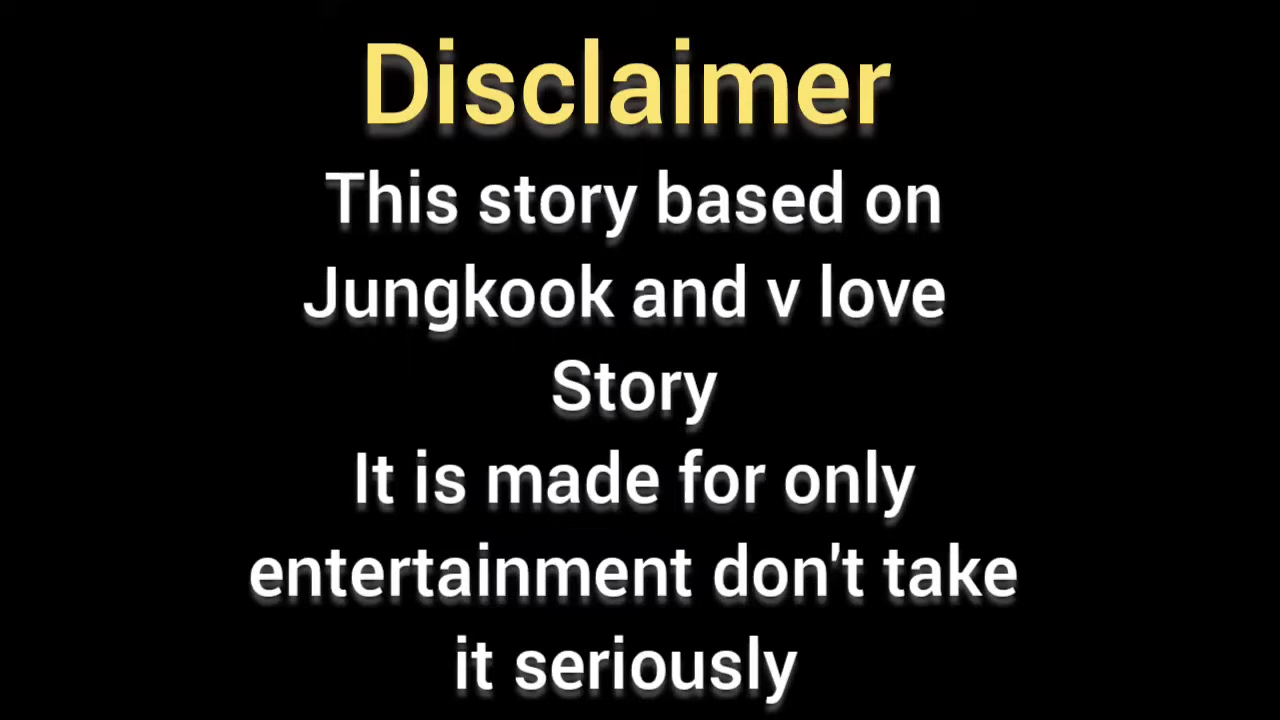 Disclaimer
This story based on
Jungkook and v love
Story
It is made for only
entertainment don't take
it seriously